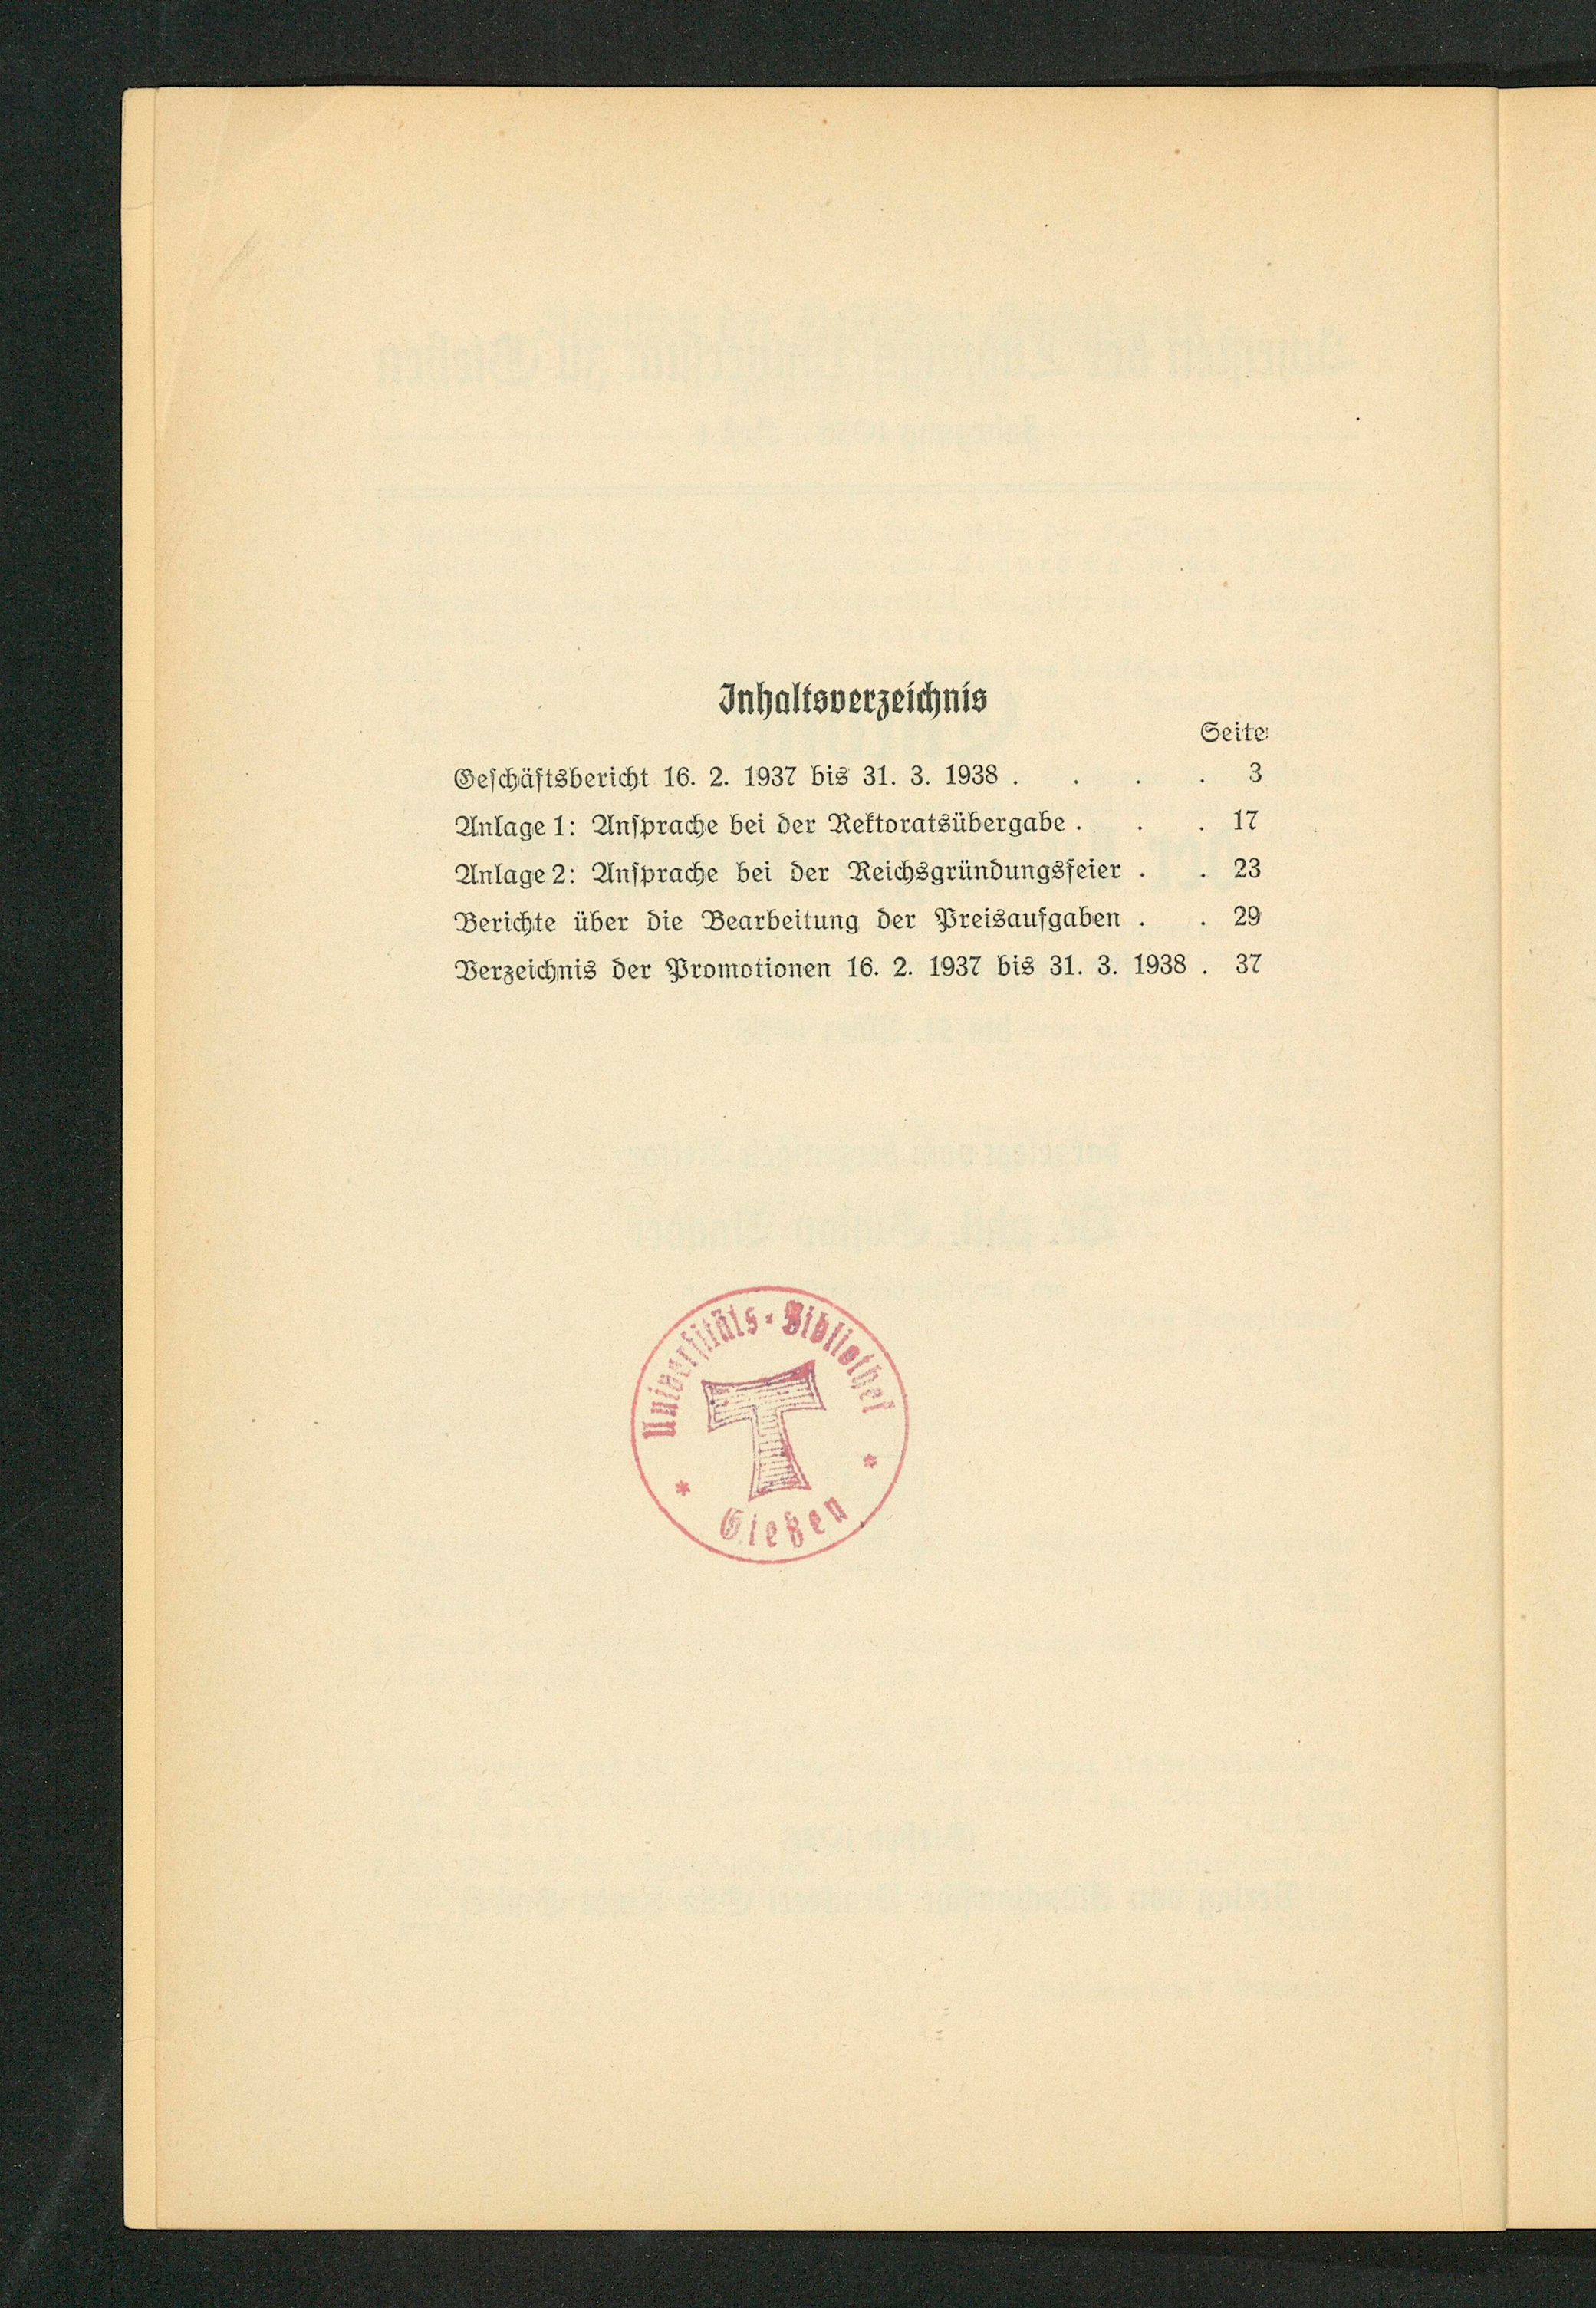 Inhaltsverzeichnis
Seite
Geschäftsbericht 16. 2. 1937 bis 31. 3. 1938 . . . . 3
Anlage 1: Ansprache bei der Rektoratsübergabe . . . 17
Anlage 2: Ansprache bei der Reichsgründungsfeier . . 23
Berichte über die Bearbeitung der Preisaufgaben . . 29
Verzeichnis der Promotionen 16. 2. 1937 bis 31. 3. 1938 . 37
Universitäts-Bibliothek
* Gießen *